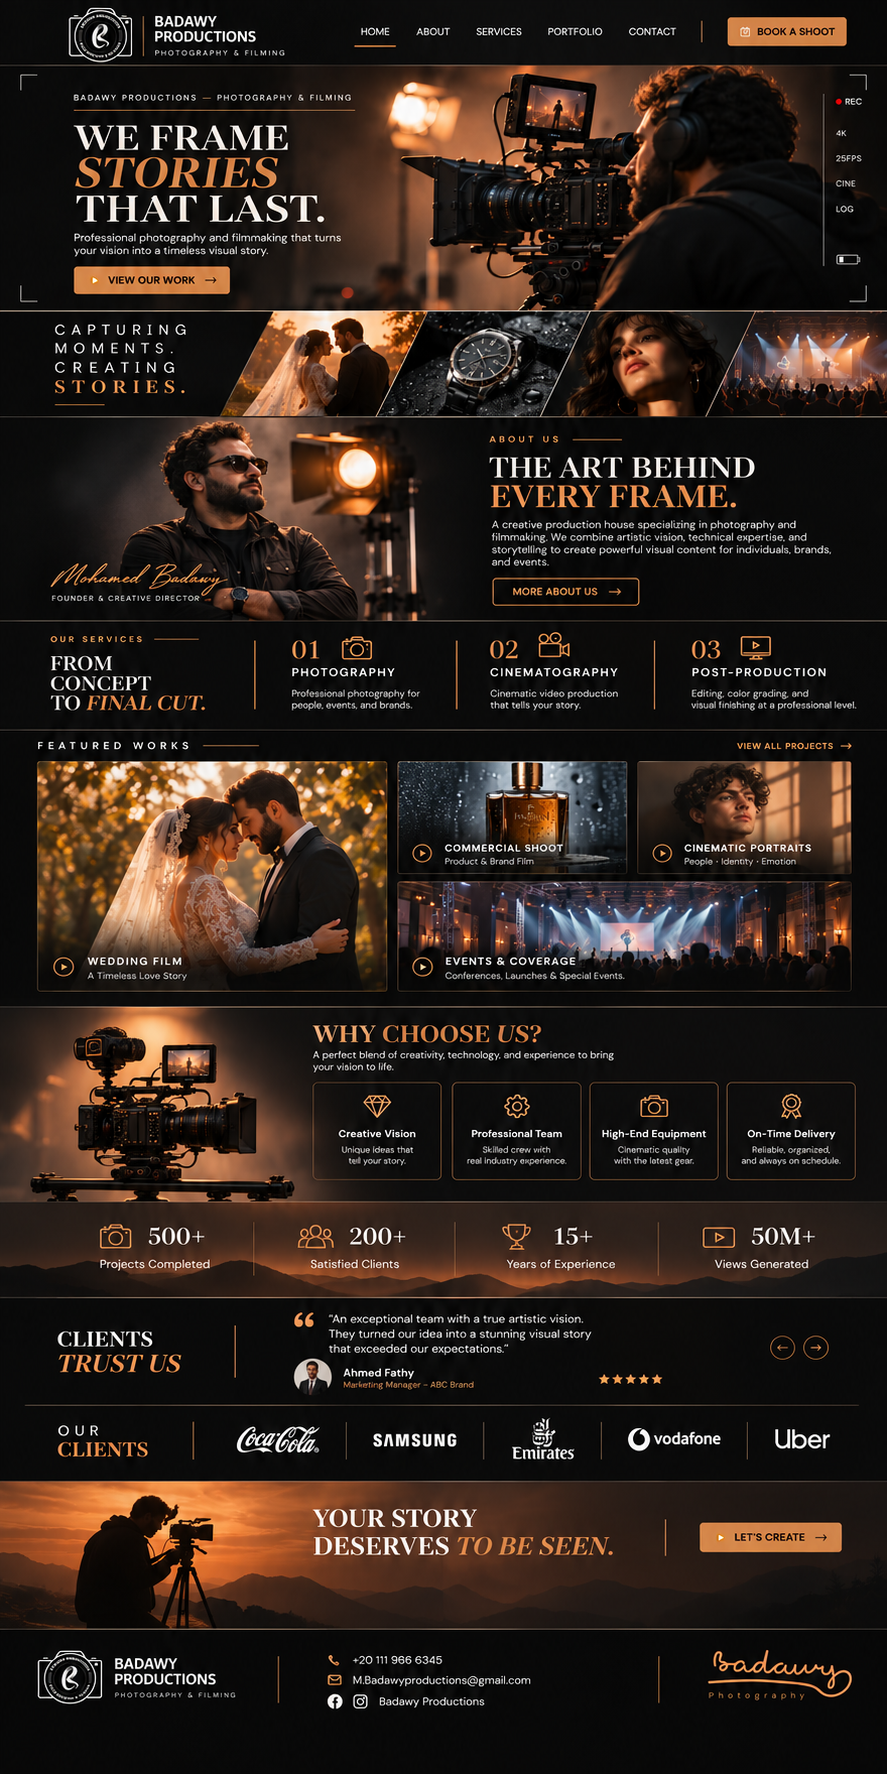 BADAWY
PRODUCTIONS
PHOTOGRAPHY & FILMING
HOME
ABOUT
SERVICES
PORTFOLIO
CONTACT
BOOK A SHOOT
BADAWY PRODUCTIONS — PHOTOGRAPHY & FILMING
WE FRAME
STORIES
THAT LAST.
Professional photography and filmmaking that turns
your vision into a timeless visual story.
VIEW OUR WORK →
REC
4K
25FPS
CINE
LOG
CAPTURING
MOMENTS.
CREATING
STORIES.
ABOUT US
THE ART BEHIND
EVERY FRAME.
A creative production house specializing in photography and
filmmaking. We combine artistic vision, technical expertise, and
storytelling to create powerful visual content for individuals, brands,
and events.
MORE ABOUT US →
Mohamed Badawy
FOUNDER & CREATIVE DIRECTOR
OUR SERVICES
FROM
CONCEPT
TO FINAL CUT.
01
PHOTOGRAPHY
Professional photography for
people, events, and brands.
02
CINEMATOGRAPHY
Cinematic video production
that tells your story.
03
POST-PRODUCTION
Editing, color grading, and
visual finishing at a professional level.
FEATURED WORKS
VIEW ALL PROJECTS →
WEDDING FILM
A Timeless Love Story
COMMERCIAL SHOOT
Product & Brand Film
CINEMATIC PORTRAITS
People · Identity · Emotion
EVENTS & COVERAGE
Conferences, Launches & Special Events.
WHY CHOOSE US?
A perfect blend of creativity, technology, and experience to bring
your vision to life.
Creative Vision
Unique ideas that
tell your story.
Professional Team
Skilled crew with
real industry experience.
High-End Equipment
Cinematic quality
with the latest gear.
On-Time Delivery
Reliable, organized,
and always on schedule.
500+
Projects Completed
200+
Satisfied Clients
15+
Years of Experience
50M+
Views Generated
CLIENTS
TRUST US
“An exceptional team with a true artistic vision.
They turned our idea into a stunning visual story
that exceeded our expectations.”
Ahmed Fathy
Marketing Manager – ABC Brand
OUR
CLIENTS
Coca-Cola
SAMSUNG
Emirates
vodafone
Uber
YOUR STORY
DESERVES TO BE SEEN.
LET'S CREATE →
BADAWY
PRODUCTIONS
PHOTOGRAPHY & FILMING
+20 111 966 6345
M.Badawyproductions@gmail.com
Badawy Productions
Badawy
Photography